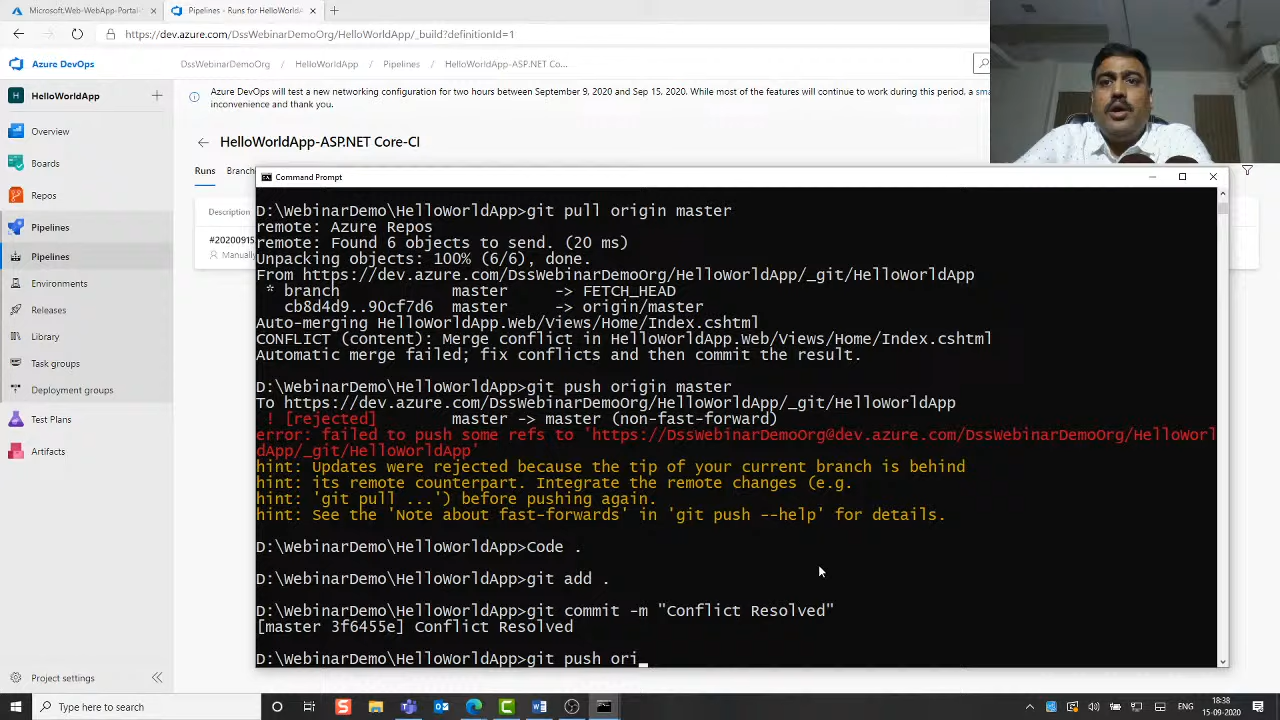 Microsoft.Web-WebApp-Portal-
Pipelines - Runs for HelloWorldA
https://dev.azure.com/DssWebinarDemoOrg/HelloWorldApp/_build?definitionId=1
Azure DevOps
DssWebinarDemoOrg / HelloWorldApp / Pipelines / HelloWorldApp-ASP.NET Co...
HelloWorldApp
Azure DevOps will test a new networking configuration for two hours between September 9, 2020 and Sep 15, 2020. While most of the features will continue to work during this period, a sma
inconvenience and thank you.
Overview
Boards
Repos
Pipelines
Pipelines
Environments
Releases
Library
Task groups
Deployment groups
Test Plans
Artifacts
Project settings
HelloWorldApp-ASP.NET Core-CI
Runs Branch
Description
#20200915
Manually
Command Prompt
D:\WebinarDemo\HelloWorldApp>git pull origin master
remote: Azure Repos
remote: Found 6 objects to send. (20 ms)
Unpacking objects: 100% (6/6), done.
From https://dev.azure.com/DssWebinarDemoOrg/HelloWorldApp/_git/HelloWorldApp
* branch master -> FETCH_HEAD
cb8d4d9..90cf7d6 master -> origin/master
Auto-merging HelloWorldApp.Web/Views/Home/Index.cshtml
CONFLICT (content): Merge conflict in HelloWorldApp.Web/Views/Home/Index.cshtml
Automatic merge failed; fix conflicts and then commit the result.
D:\WebinarDemo\HelloWorldApp>git push origin master
To https://dev.azure.com/DssWebinarDemoOrg/HelloWorldApp/_git/HelloWorldApp
! [rejected] master -> master (non-fast-forward)
error: failed to push some refs to 'https://DssWebinarDemoOrg@dev.azure.com/DssWebinarDemoOrg/HelloWorl
dApp/_git/HelloWorldApp'
hint: Updates were rejected because the tip of your current branch is behind
hint: its remote counterpart. Integrate the remote changes (e.g.
hint: 'git pull ...') before pushing again.
hint: See the 'Note about fast-forwards' in 'git push --help' for details.
D:\WebinarDemo\HelloWorldApp>Code .
D:\WebinarDemo\HelloWorldApp>git add .
D:\WebinarDemo\HelloWorldApp>git commit -m "Conflict Resolved"
[master 3f6455e] Conflict Resolved
D:\WebinarDemo\HelloWorldApp>git push ori
Type here to search
18:38
15-09-2020